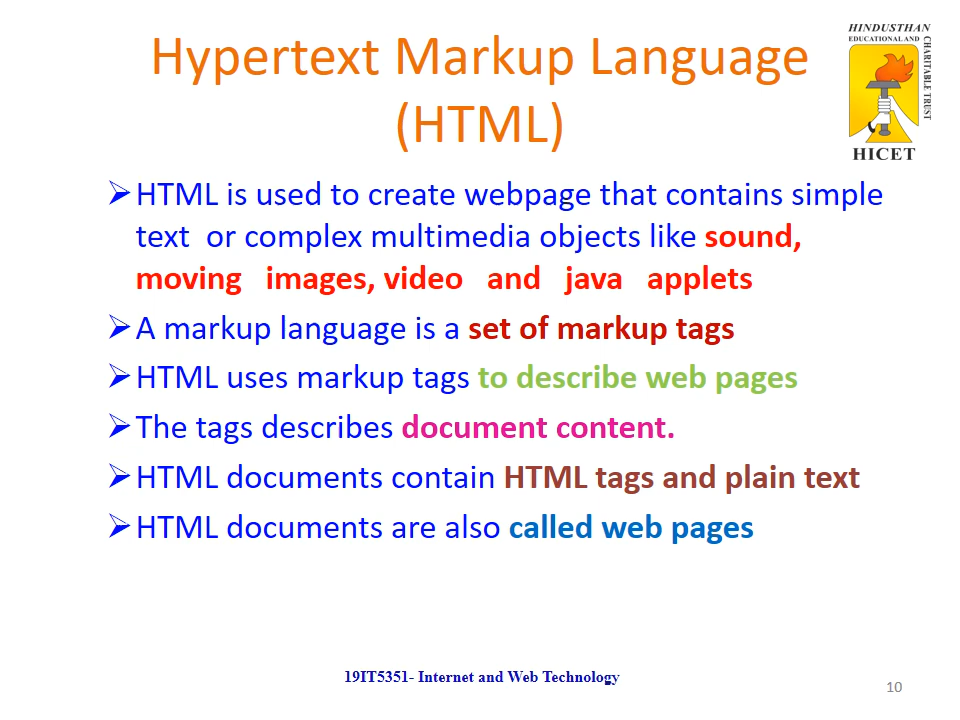 Hypertext Markup Language
(HTML)
HINDUSTHAN
EDUCATIONAL AND
CHARITABLE TRUST
HICET
➢HTML is used to create webpage that contains simple
text or complex multimedia objects like sound,
moving images, video and java applets
➢A markup language is a set of markup tags
➢HTML uses markup tags to describe web pages
➢The tags describes document content.
➢HTML documents contain HTML tags and plain text
➢HTML documents are also called web pages
19IT5351- Internet and Web Technology
10